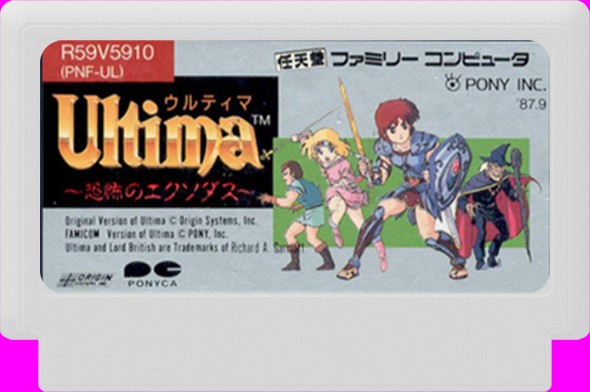 R59V5910
(PNF-UL)
任天堂 ファミリー コンピュータ
PONY INC.
'87.9
ウルティマ
Ultima™
〜恐怖のエクソダス〜
Original Version of Ultima © Origin Systems, Inc.
FAMICOM Version of Ultima © PONY, Inc.
Ultima and Lord British are Trademarks of Richard A. Garriott.
ORIGIN
SYSTEMS, INC.
PONYCA